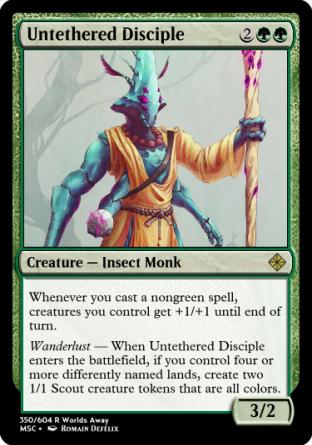 Untethered Disciple 2
Creature — Insect Monk
Whenever you cast a nongreen spell,
creatures you control get +1/+1 until end of
turn.
Wanderlust — When Untethered Disciple
enters the battlefield, if you control four or
more differently named lands, create two
1/1 Scout creature tokens that are all colors.
3/2
350/604 R Worlds Away
MSC • Romain Defelix